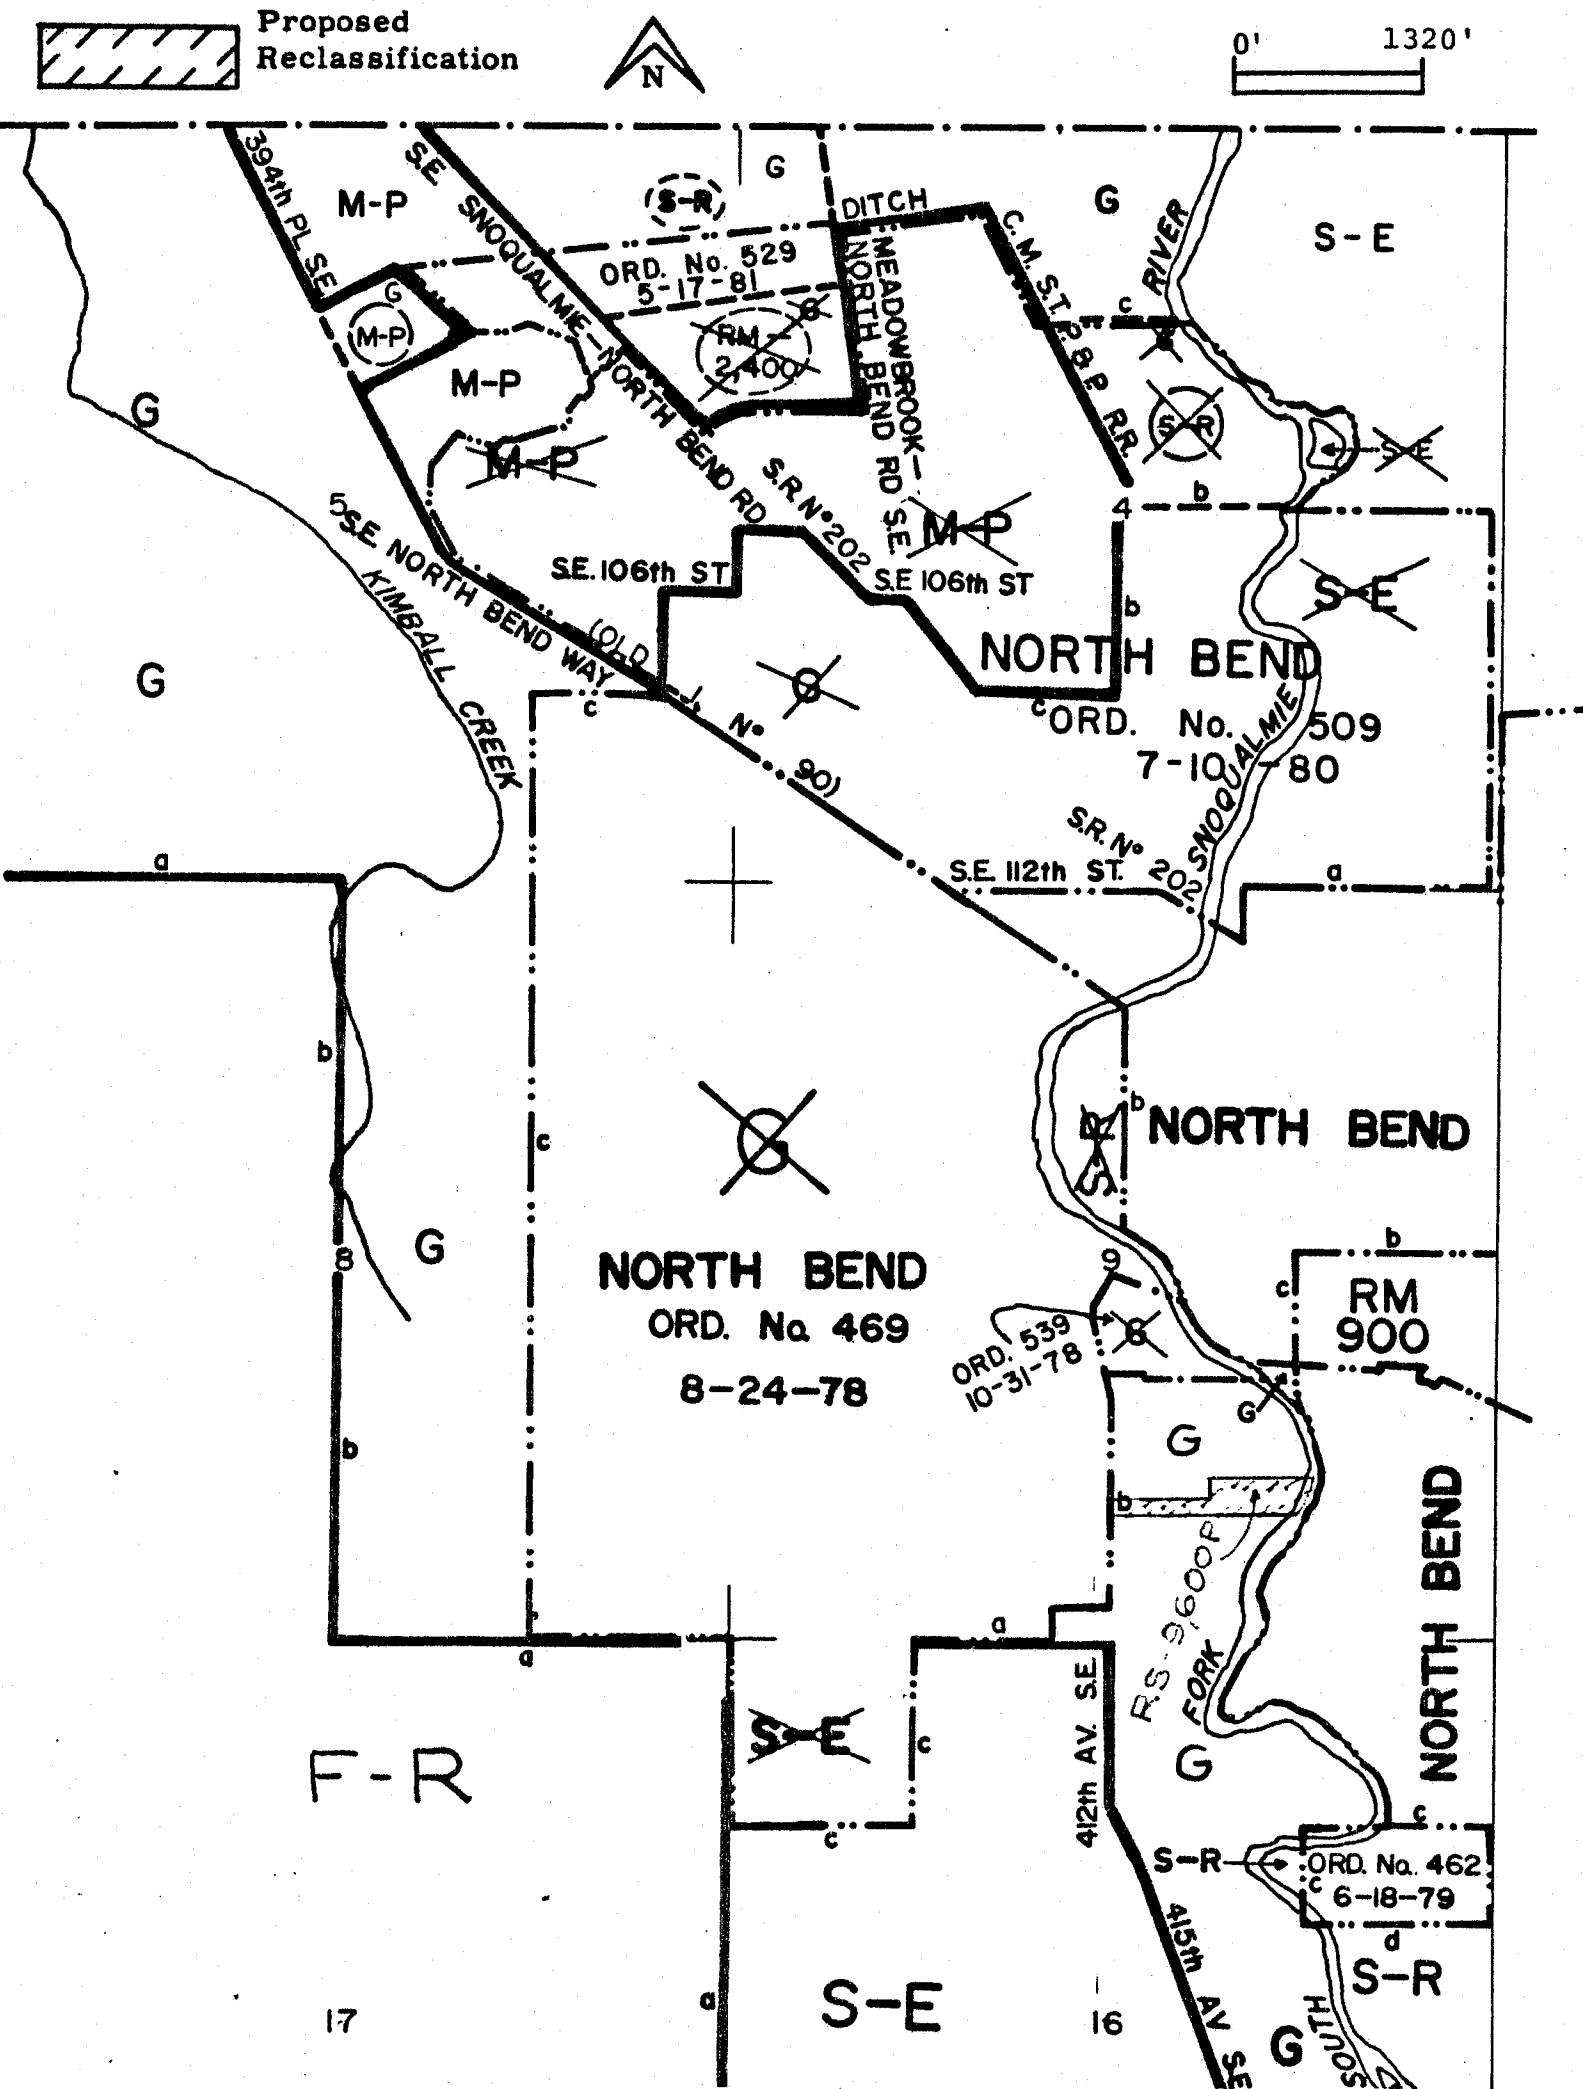 Proposed
Reclassification
N
0' 1320'
394th PL. S.E.
M-P
S.E. SNOQUALMIE-NORTH BEND RD
S-R
G
DITCH
C. M. S.T. P. & P. R.R.
G
RIVER
S-E
ORD. No. 529
5-17-81
MEADOWBROOK-
NORTH BEND RD S.E.
G
M-P
G
RM-
2,400
c
S-R
S-E
M-P
G
M-P
S.R. Nº 202
M-P
4
b
5
S.E. NORTH BEND WAY
(OLD
Nº
90)
S.E. 106th ST
S.E 106th ST
b
S-E
KIMBALL CREEK
G
G
NORTH BEND
ORD. No. 509
7-10-80
c
c
SNOQUALMIE
S.R. Nº 202
S.E. 112th ST.
a
a
b
c
G
S-R
b
NORTH BEND
8
G
NORTH BEND
ORD. No. 469
8-24-78
9
ORD. 539
10-31-78
G
b
c
RM
900
G
G
b
b
RS-9,600P
NORTH BEND
a
a
S-E
c
c
412th AV. S.E.
FORK
G
F-R
c
S-R
ORD. No. 462
6-18-79
c
d
S-R
415th AV SE
a
17
S-E
16
G
SOUTH